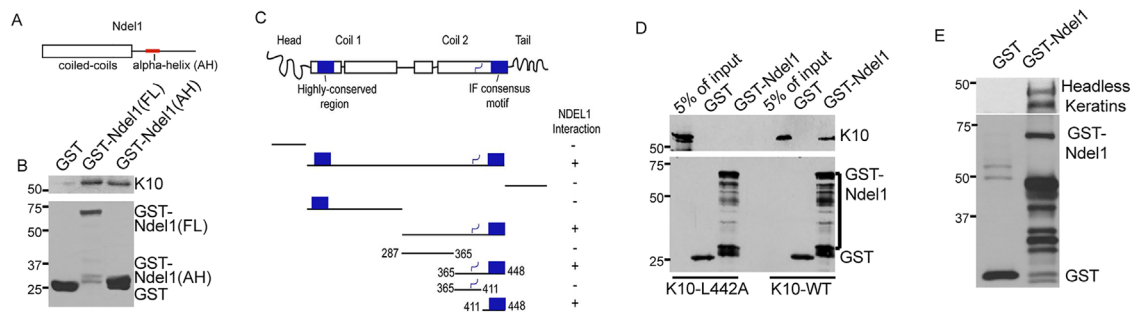 A
Ndel1
coiled-coils
alpha-helix (AH)
B
GST
GST-Ndel1(FL)
GST-Ndel1(AH)
50
K10
75
50
37
25
GST-
Ndel1(FL)
GST-
Ndel1(AH)
GST
C
Head
Coil 1
Coil 2
Tail
Highly-conserved
region
IF consensus
motif
NDEL1
Interaction
-
+
-
-
+
287
365
-
365
448
+
365
411
-
411
448
+
D
5% of input
GST
GST-Ndel1
5% of input
GST
GST-Ndel1
50
K10
75
50
25
GST-
Ndel1
GST
K10-L442A
K10-WT
E
GST
GST-Ndel1
50
Headless
Keratins
75
50
37
GST-
Ndel1
GST